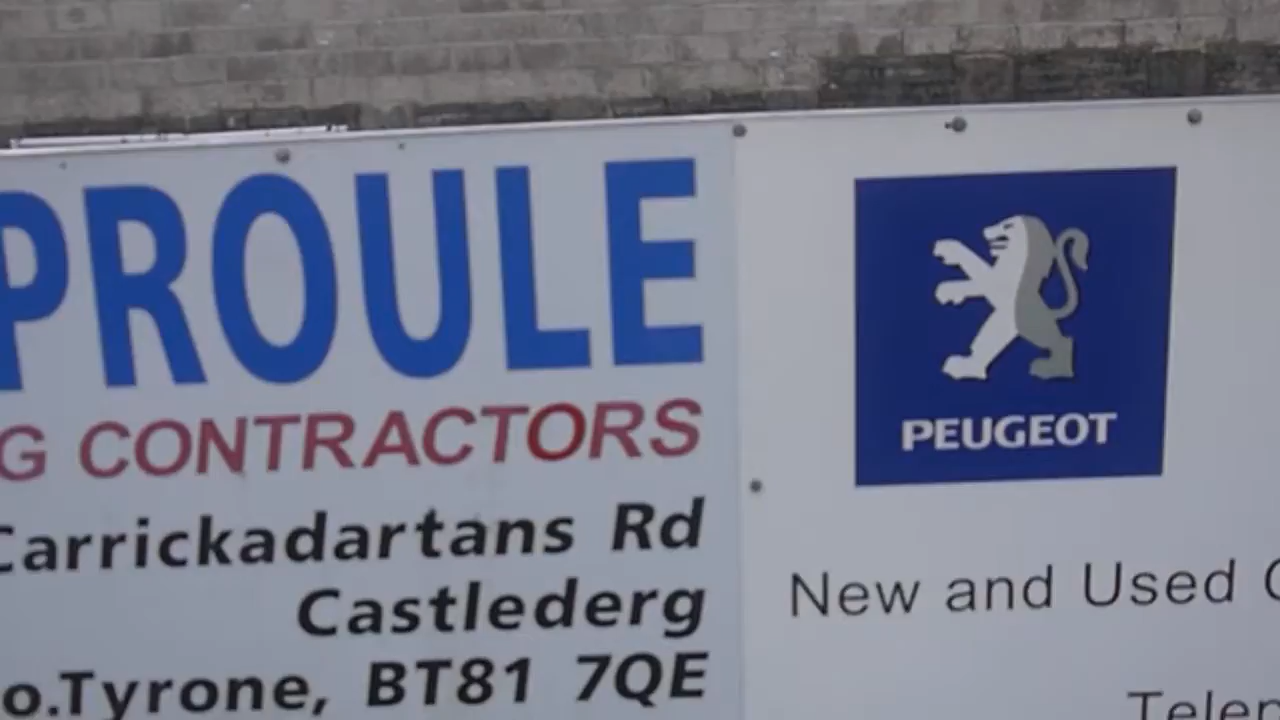 PROULE
G CONTRACTORS
Carrickadartans Rd
Castlederg
o.Tyrone, BT81 7QE
PEUGEOT
New and Used